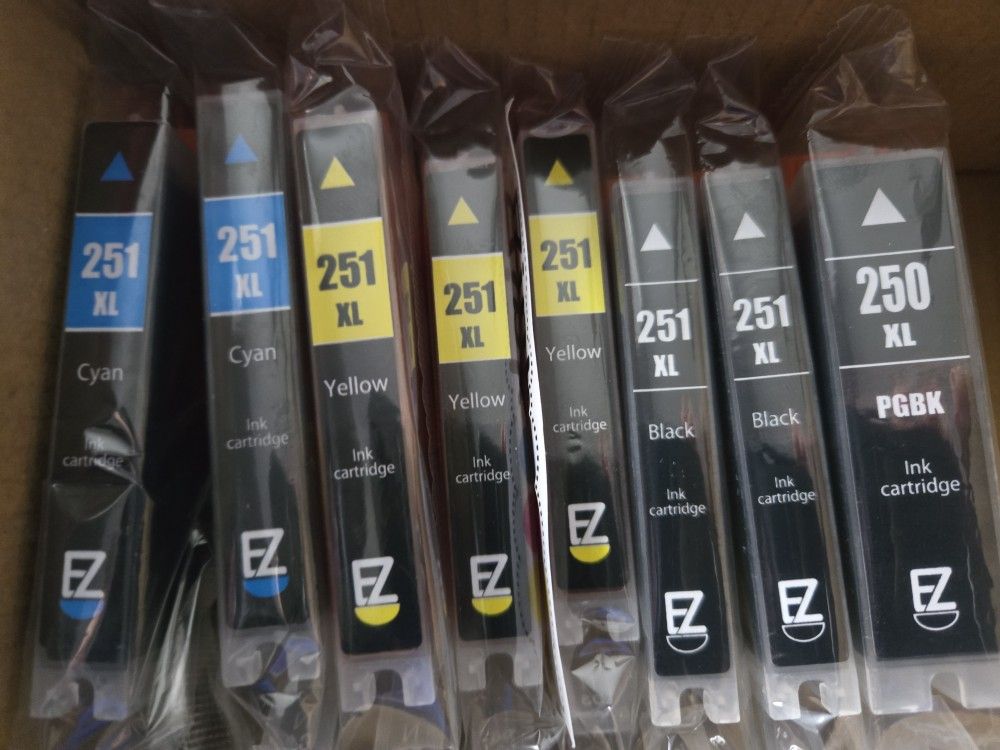 251
XL
Cyan
Ink
cartridge
EZ
251
XL
Cyan
Ink
cartridge
EZ
251
XL
Yellow
Ink
cartridge
EZ
251
XL
Yellow
Ink
cartridge
EZ
251
XL
Yellow
Ink
cartridge
EZ
251
XL
Black
Ink
cartridge
EZ
251
XL
Black
Ink
cartridge
EZ
250
XL
PGBK
Ink
cartridge
EZ